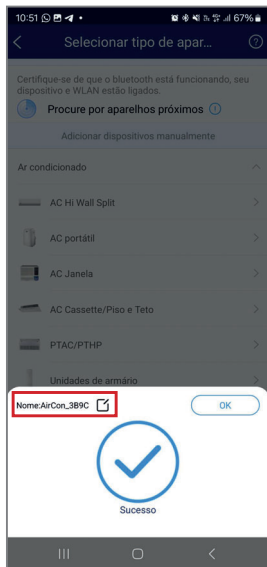 10:51
67%
Selecionar tipo de apar...
Certifique-se de que o bluetooth está funcionando, seu
dispositivo e WLAN estão ligados.
Procure por aparelhos próximos
Adicionar dispositivos manualmente
Ar condicionado
AC Hi Wall Split
AC portátil
AC Janela
AC Cassette/Piso e Teto
PTAC/PTHP
Unidades de armário
Nome:AirCon_3B9C
OK
Sucesso